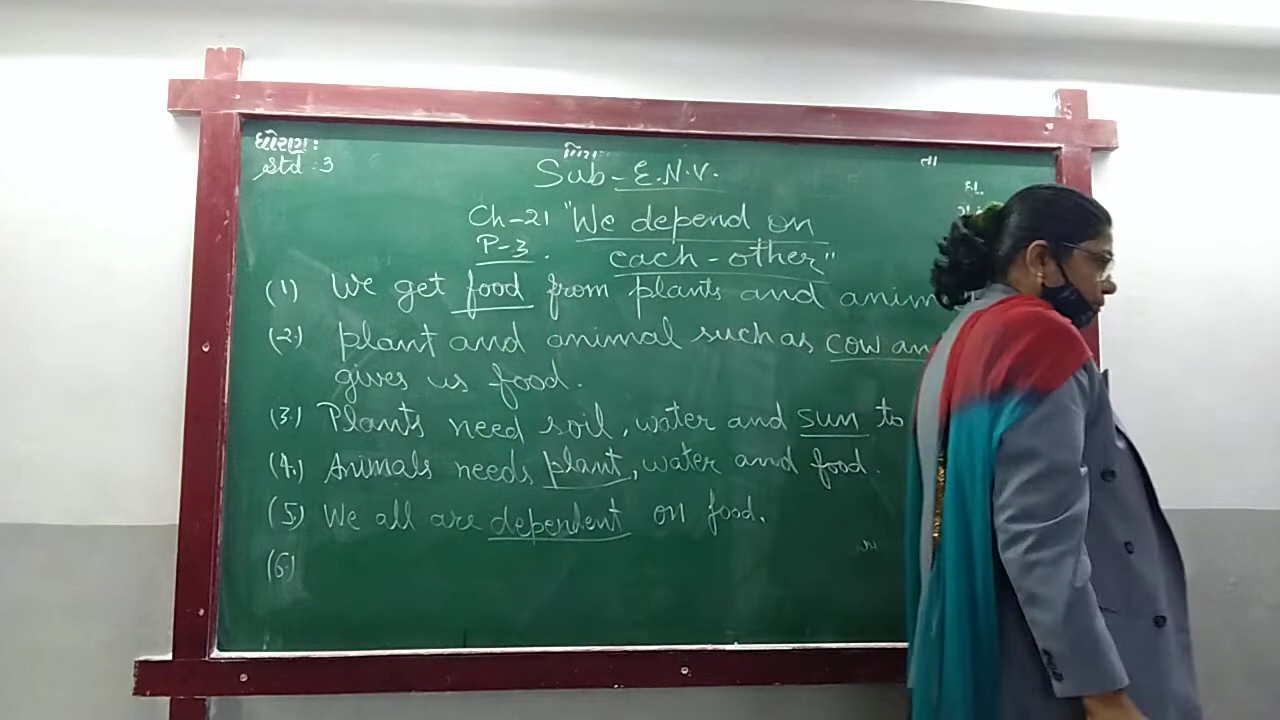 ધોરણ:
Std : 3
Sub - E.N.V.
તા
Ch-21 "We depend on
P-3. each-other"
(1) We get food from plants and
(2) plant and animal such as cow
gives us food.
(3) Plants need soil, water and sun to
(4) Animals needs plant, water and food.
(5) We all are dependent on food.
(6)